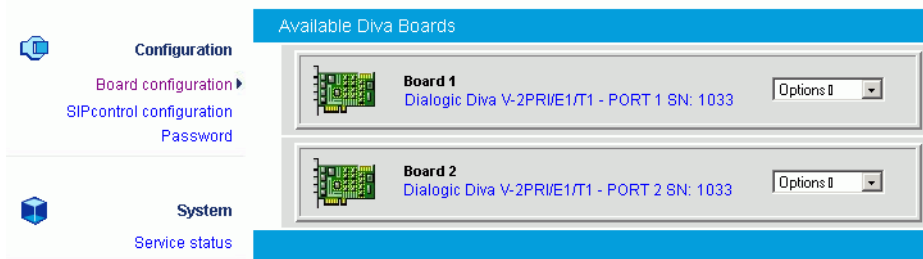 Available Diva Boards
Configuration
Board configuration
SIPcontrol configuration
Password
Board 1
Dialogic Diva V-2PRI/E1/T1 - PORT 1 SN: 1033
Options
Board 2
Dialogic Diva V-2PRI/E1/T1 - PORT 2 SN: 1033
Options
System
Service status